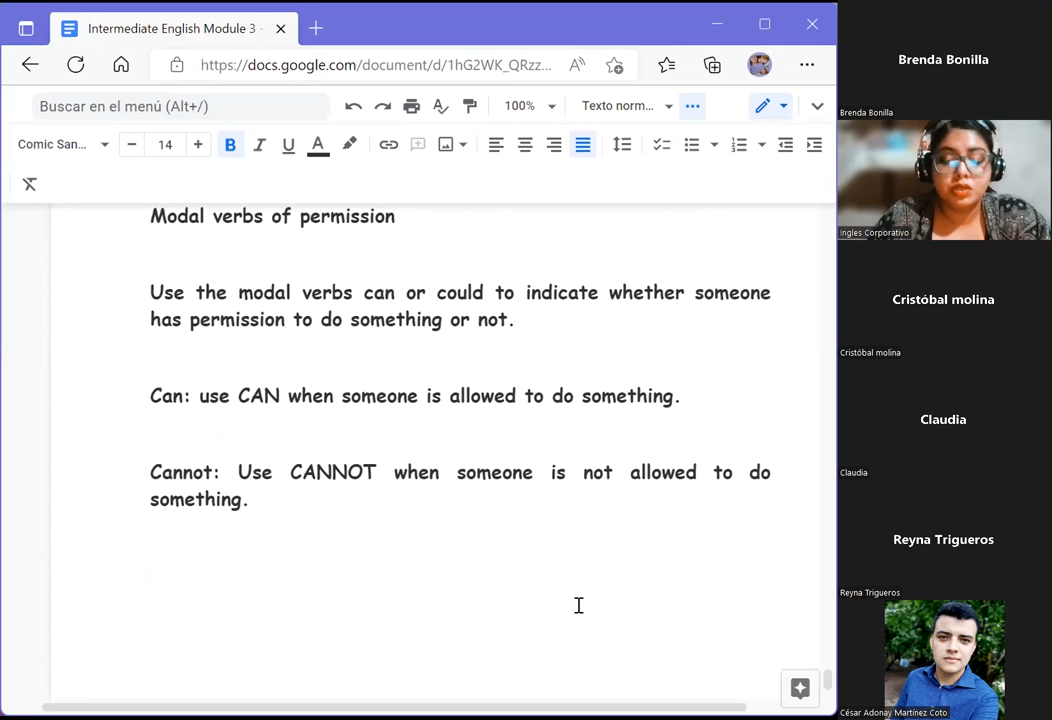 Intermediate English Module 3 -
https://docs.google.com/document/d/1hG2WK_QRzz...
Buscar en el menú (Alt+/)
100%
Texto norm...
Comic San...
14
B
I
U
A
Modal verbs of permission
Use the modal verbs can or could to indicate whether someone
has permission to do something or not.
Can: use CAN when someone is allowed to do something.
Cannot: Use CANNOT when someone is not allowed to do
something.
Brenda Bonilla
Brenda Bonilla
Ingles Corporativo
Cristóbal molina
Cristóbal molina
Claudia
Claudia
Reyna Trigueros
Reyna Trigueros
César Adonay Martínez Coto